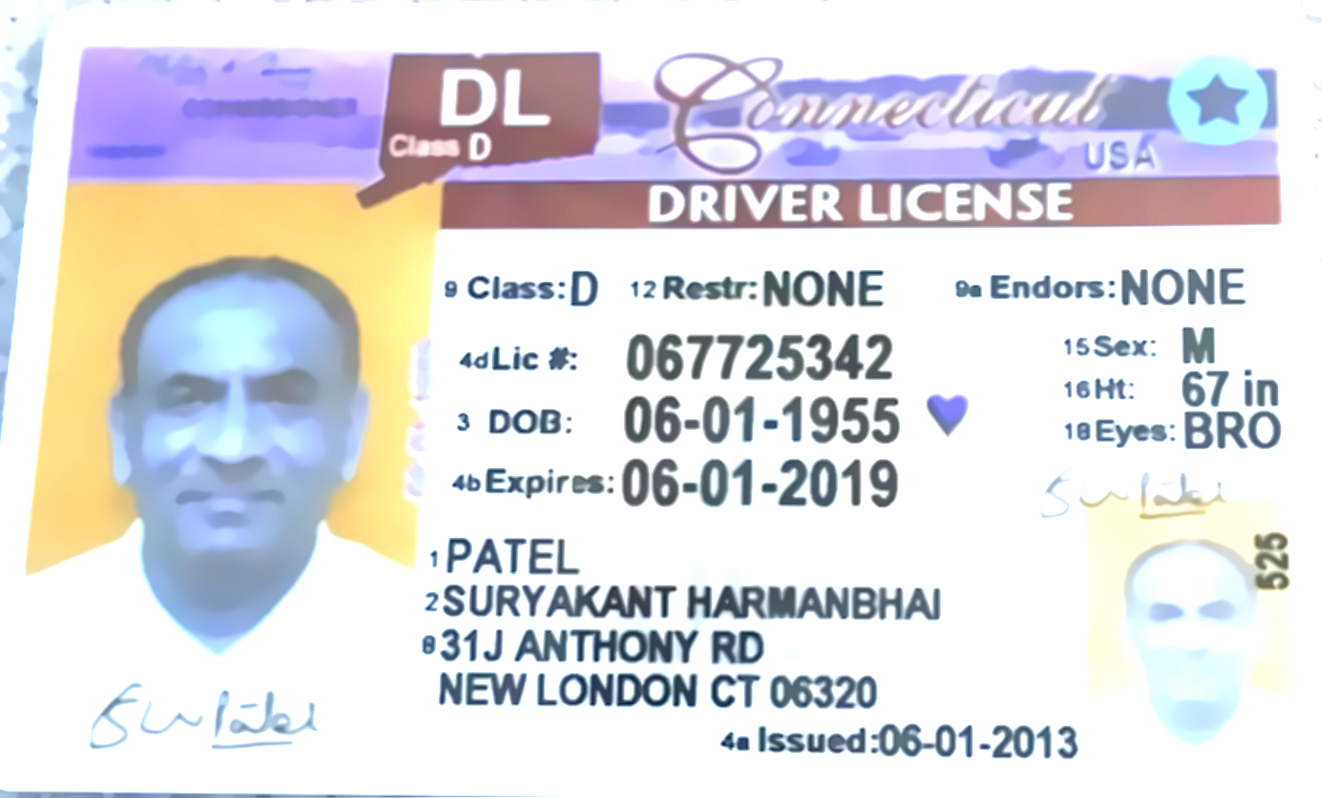 DL
Class D
Connecticut
USA
DRIVER LICENSE
9 Class: D 12 Restr: NONE 9a Endors: NONE
4d Lic #: 067725342
15 Sex: M
3 DOB: 06-01-1955
16 Ht: 67 in
18 Eyes: BRO
4b Expires: 06-01-2019
1 PATEL
2 SURYAKANT HARMANBHAI
8 31J ANTHONY RD
NEW LONDON CT 06320
4a Issued: 06-01-2013
525